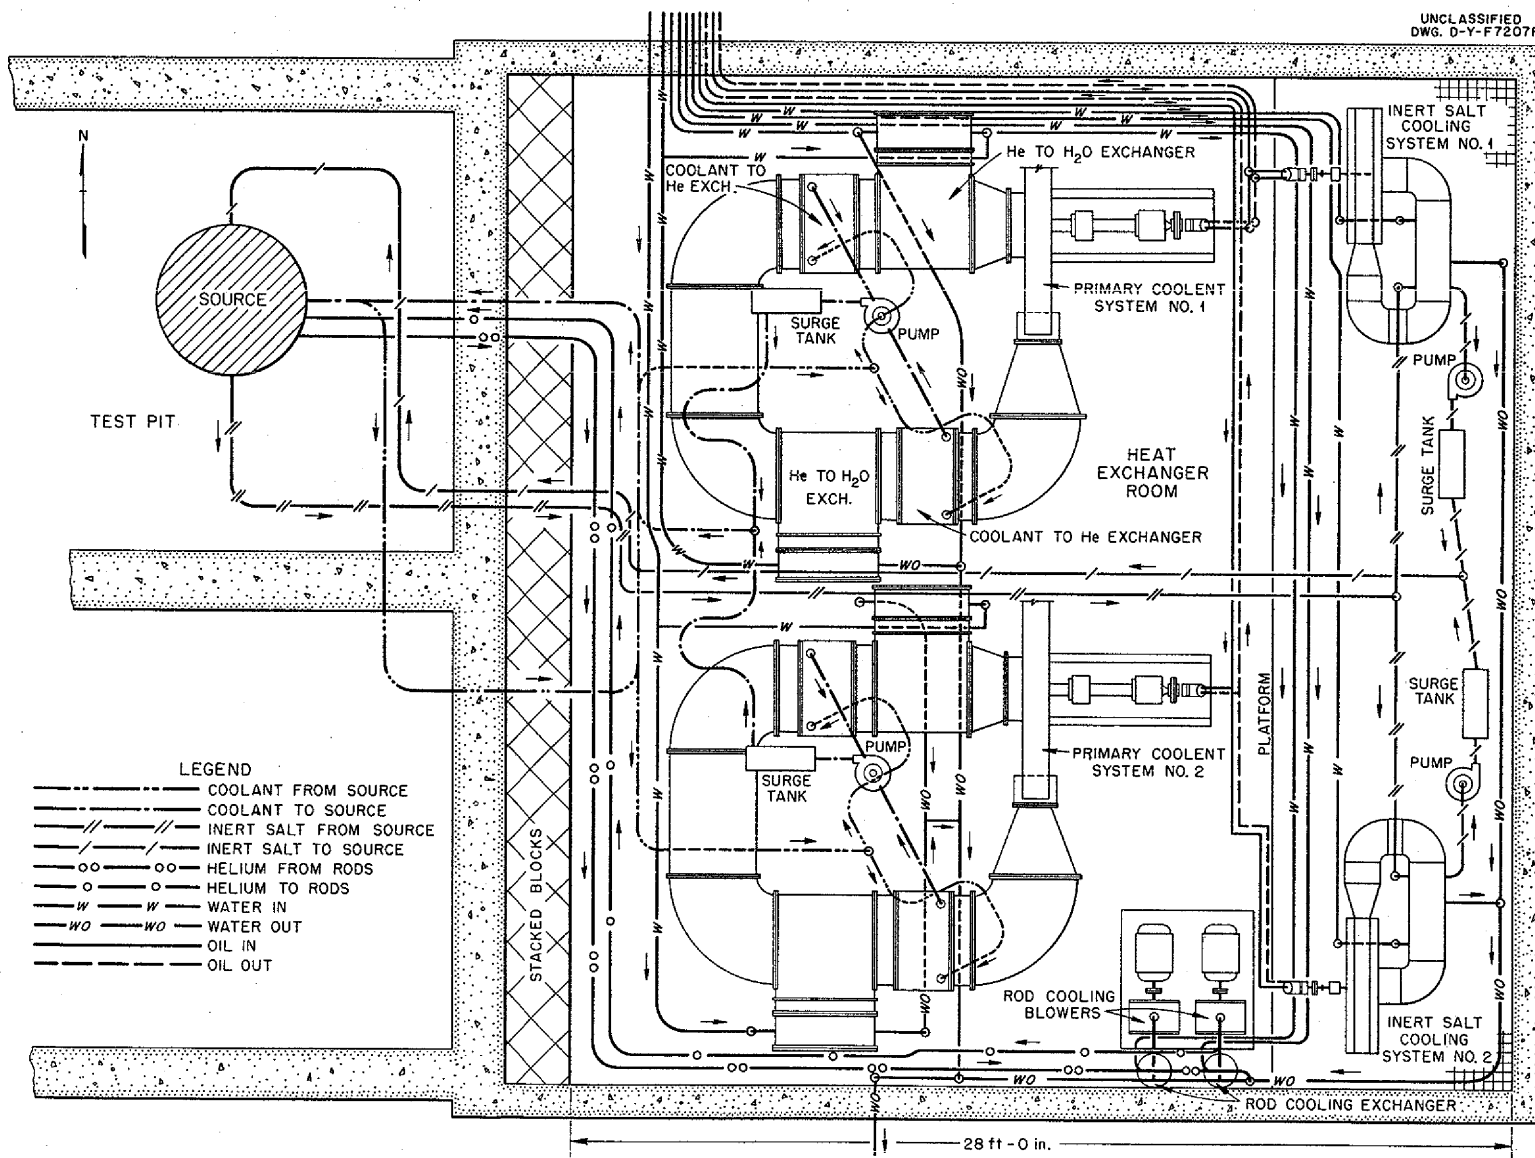 UNCLASSIFIED
DWG. D-Y-F7207
N
INERT SALT
COOLING
SYSTEM NO. 1
He TO H2O EXCHANGER
COOLANT TO
He EXCH.
SOURCE
PRIMARY COOLENT
SYSTEM NO. 1
SURGE
TANK
PUMP
PUMP
TEST PIT
SURGE TANK
HEAT
EXCHANGER
ROOM
He TO H2O
EXCH.
COOLANT TO He EXCHANGER
WO
W
SURGE
TANK
PLATFORM
PUMP
PRIMARY COOLENT
SYSTEM NO. 2
SURGE
TANK
PUMP
LEGEND
COOLANT FROM SOURCE
COOLANT TO SOURCE
INERT SALT FROM SOURCE
INERT SALT TO SOURCE
HELIUM FROM RODS
HELIUM TO RODS
W W WATER IN
WO WO WATER OUT
OIL IN
OIL OUT
STACKED BLOCKS
ROD COOLING
BLOWERS
INERT SALT
COOLING
SYSTEM NO. 2
WO
WO
ROD COOLING EXCHANGER
28 ft - 0 in.